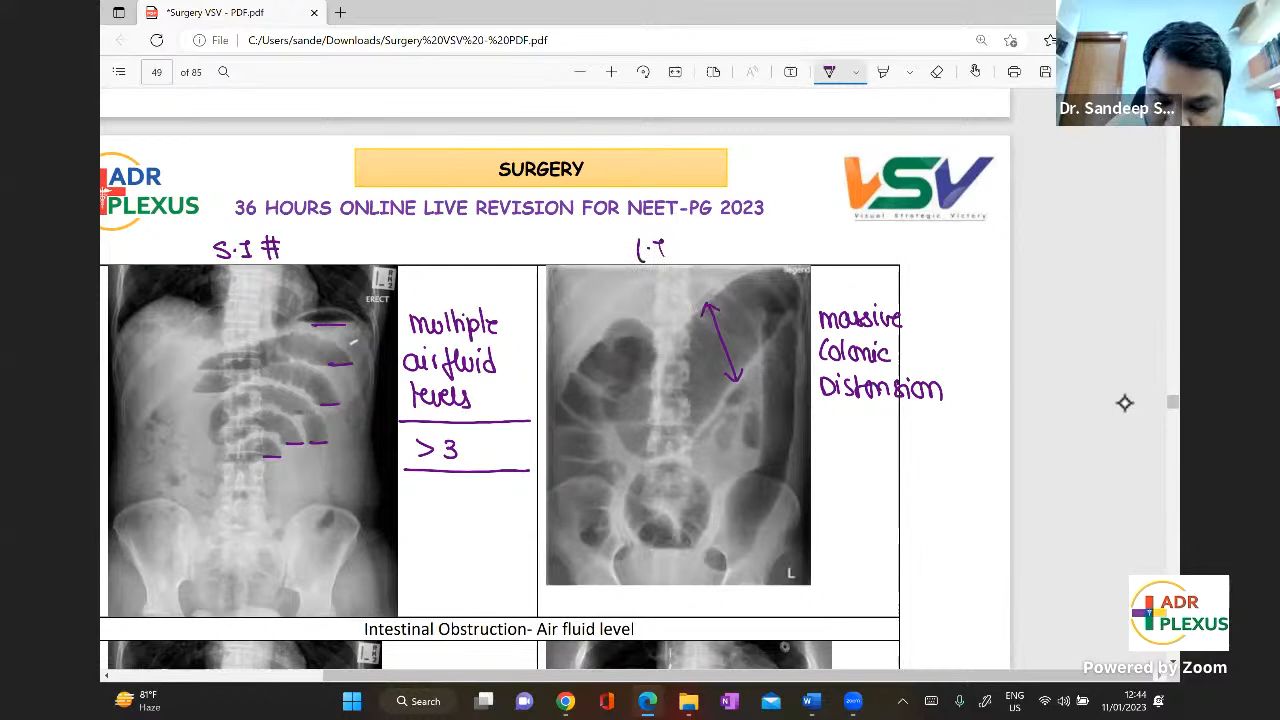 *Surgery VSV - PDF.pdf
File
C:/Users/sande/Downloads/Surgery%20VSV%20-%20PDF.pdf
49 of 85
Dr. Sandeep S...
ADR
PLEXUS
SURGERY
VSV
Visual Strategic Victory
36 HOURS ONLINE LIVE REVISION FOR NEET-PG 2023
S.I #
L
ERECT
multiple
air fluid
levels
> 3
legend
L
massive
Colonic
Distension
Intestinal Obstruction- Air fluid level
ADR
PLEXUS
Powered by Zoom
81°F
Haze
Search
ENG
US
12:44
11/01/2023